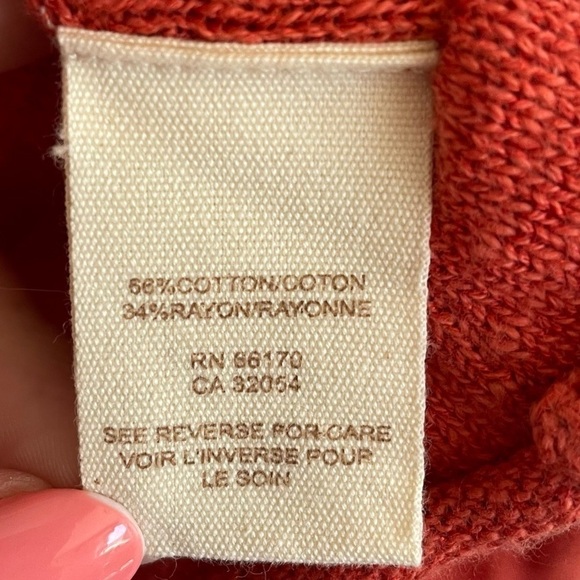 66%COTTON/COTON
34%RAYON/RAYONNE
RN 66170
CA 32054
SEE REVERSE FOR CARE
VOIR L'INVERSE POUR
LE SOIN